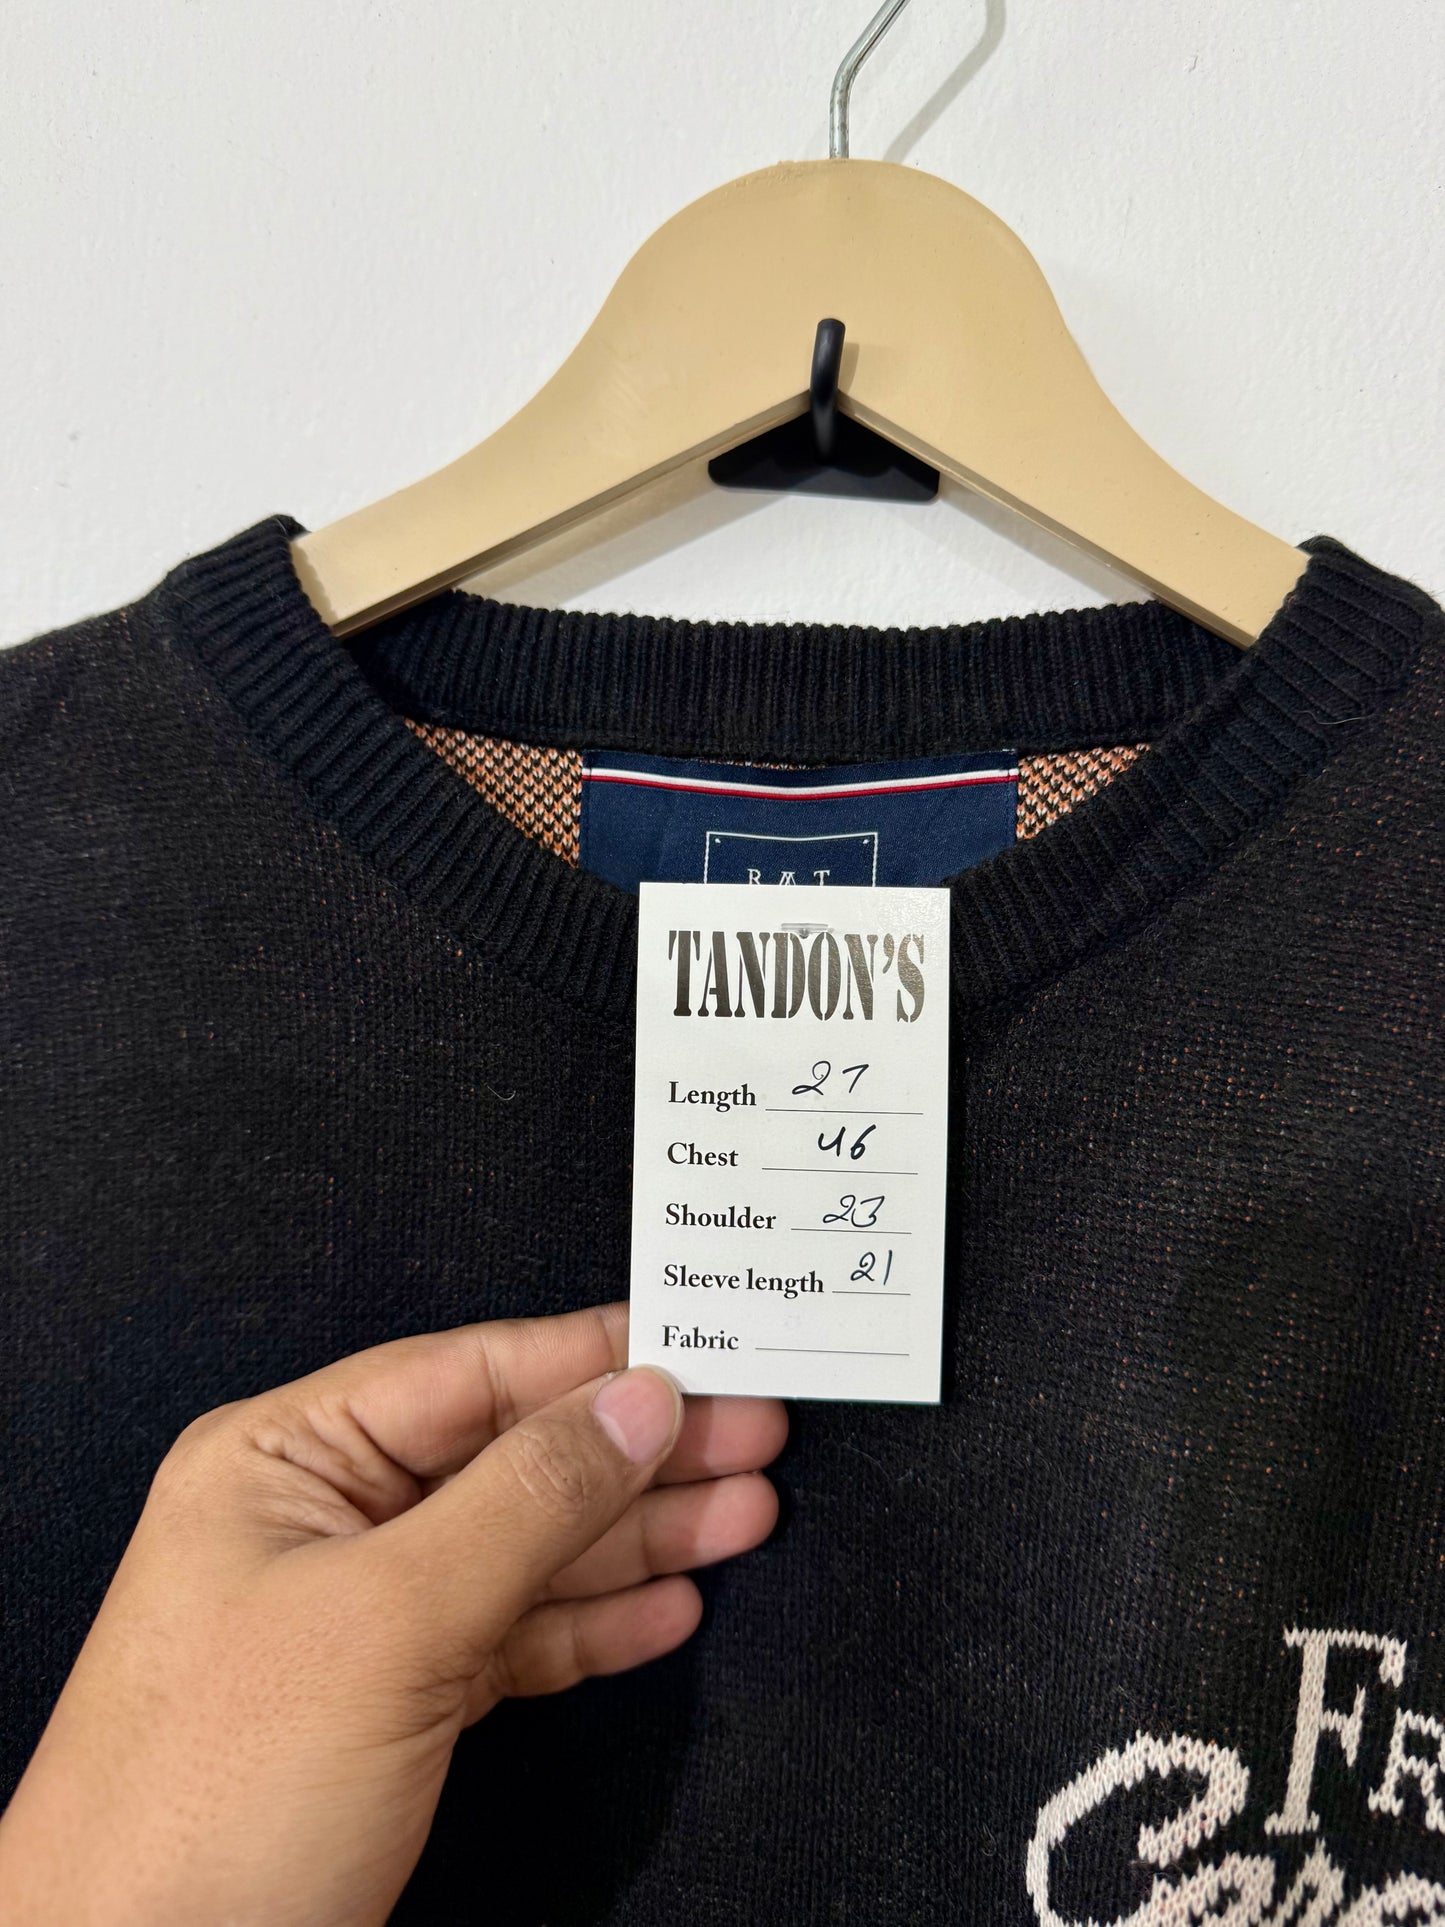 TANDON'S
Length 27
Chest 46
Shoulder 23
Sleeve length 21
Fabric